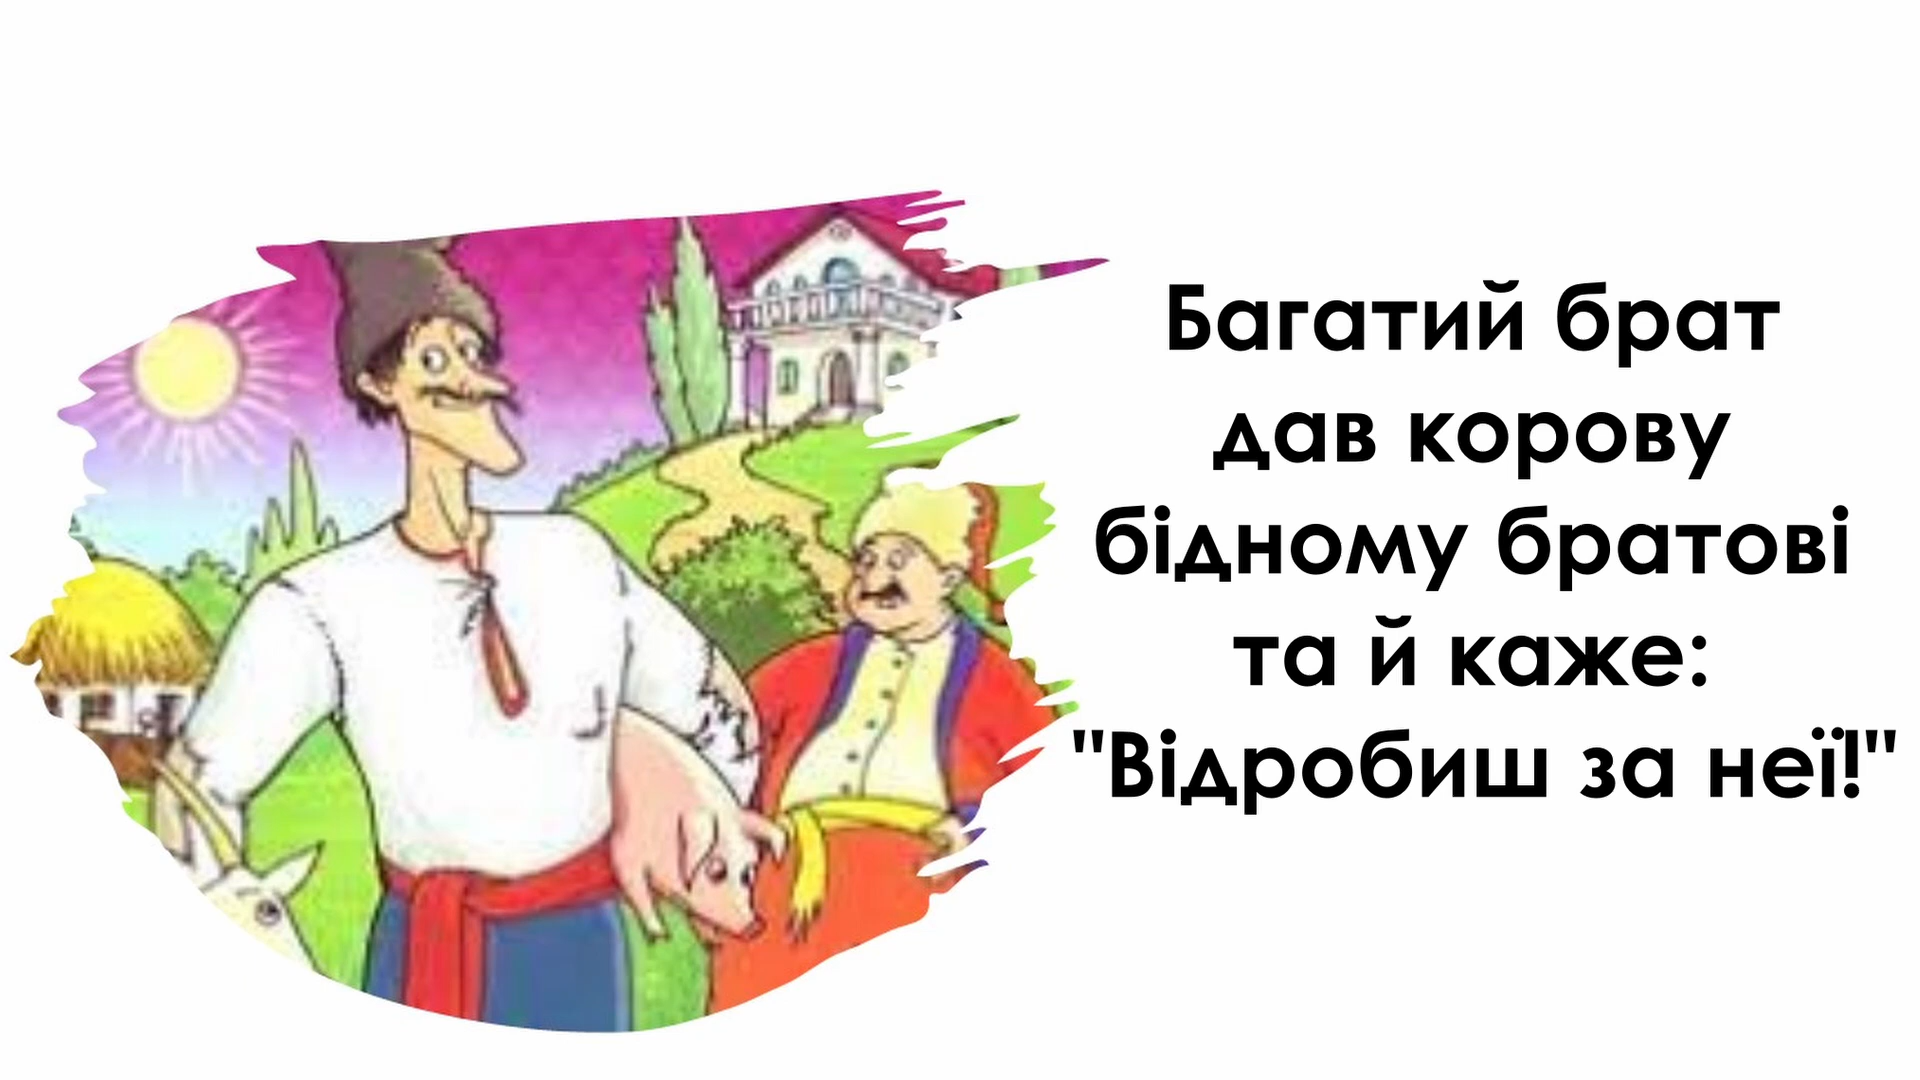 Багатий брат
дав корову
бідному братові
та й каже:
"Відробиш за неї!"